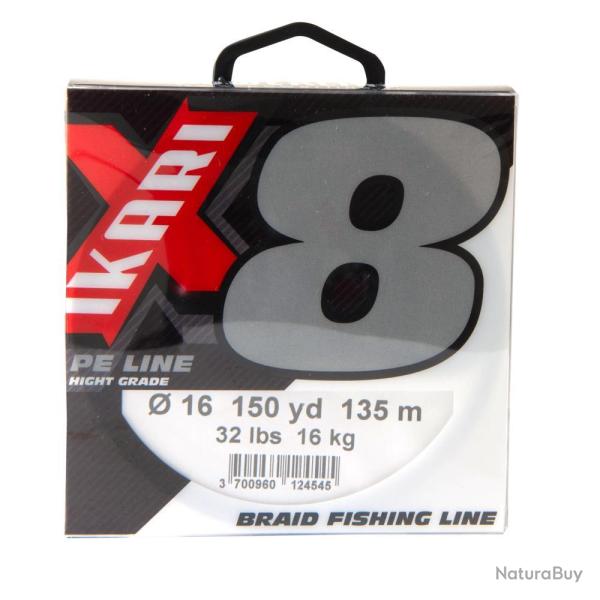 X
IKARI
8
PE LINE
HIGHT GRADE
Ø 16 150 yd 135 m
32 lbs 16 kg
3 700960 124545
BRAID FISHING LINE
NaturaBuy